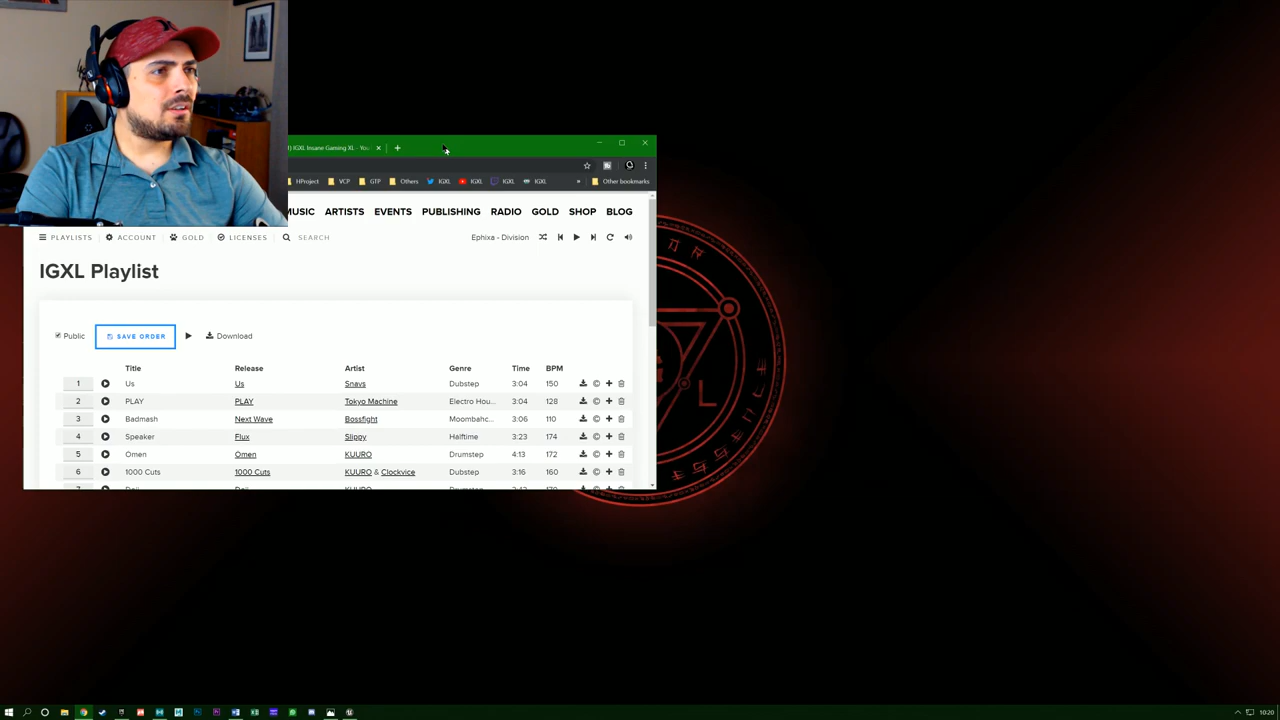 IGXL Insane Gaming XL - You
HProject VCP GTP Others IGXL IGXL IGXL IGXL » Other bookmarks
MUSIC ARTISTS EVENTS PUBLISHING RADIO GOLD SHOP BLOG
PLAYLISTS ACCOUNT GOLD LICENSES SEARCH Ephixa - Division
IGXL Playlist
Public SAVE ORDER Download
Title Release Artist Genre Time BPM
1 Us Us Snavs Dubstep 3:04 150
2 PLAY PLAY Tokyo Machine Electro Hou... 3:04 128
3 Badmash Next Wave Bossfight Moombahc... 3:06 110
4 Speaker Flux Slippy Halftime 3:23 174
5 Omen Omen KUURO Drumstep 4:13 172
6 1000 Cuts 1000 Cuts KUURO & Clockvice Dubstep 3:16 160
L
10:20